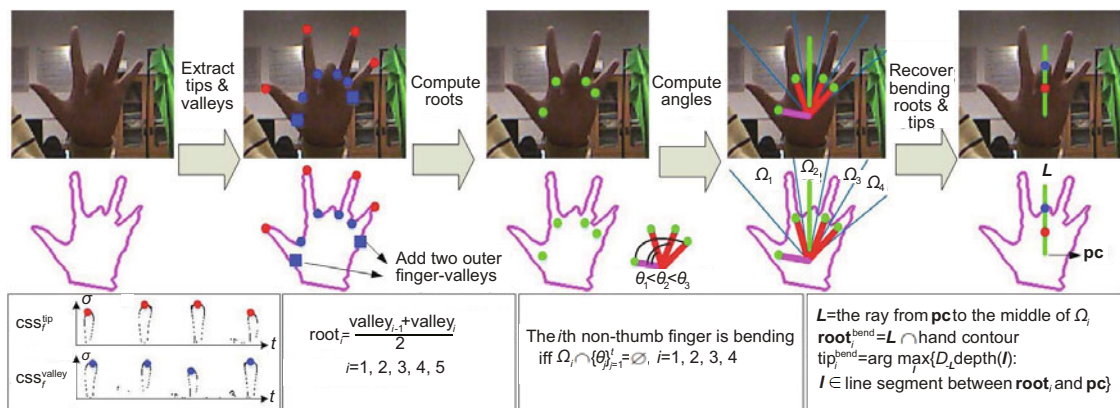 Extract
tips &
valleys
Compute
roots
Compute
angles
Recover
bending
roots &
tips
Add two outer
finger-valleys
θ₁<θ₂<θ₃
Ω₁
Ω₂
Ω₃
Ω₄
L
pc
σ
CSS_f^tip
t
σ
CSS_f^valley
t
root_i= (valley_{i-1}+valley_i)/2
i=1, 2, 3, 4, 5
The ith non-thumb finger is bending
iff Ω_i∩{θ_j}_{j=1}^t=∅, i=1, 2, 3, 4
L=the ray from pc to the middle of Ω_i
root_i^bend=L ∩ hand contour
tip_i^bend=arg max_l{D_L depth(l):
l ∈ line segment between root_i and pc}